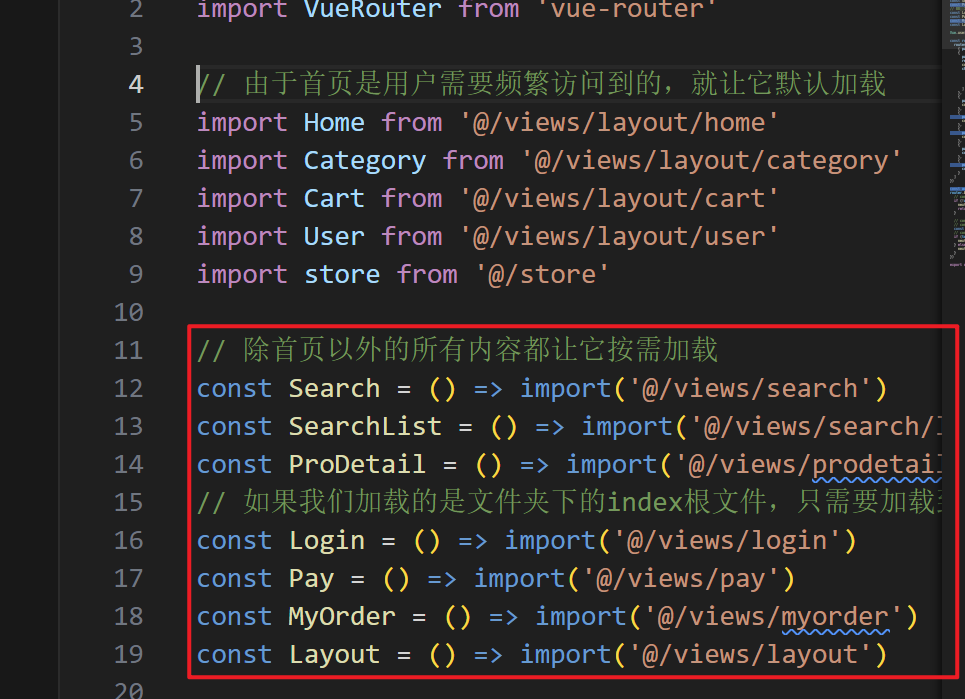 2 import VueRouter from 'vue-router'
3
4 // 由于首页是用户需要频繁访问到的，就让它默认加载
5 import Home from '@/views/layout/home'
6 import Category from '@/views/layout/category'
7 import Cart from '@/views/layout/cart'
8 import User from '@/views/layout/user'
9 import store from '@/store'
10
11 // 除首页以外的所有内容都让它按需加载
12 const Search = () => import('@/views/search')
13 const SearchList = () => import('@/views/search/
14 const ProDetail = () => import('@/views/prodetail
15 // 如果我们加载的是文件夹下的index根文件，只需要加载
16 const Login = () => import('@/views/login')
17 const Pay = () => import('@/views/pay')
18 const MyOrder = () => import('@/views/myorder')
19 const Layout = () => import('@/views/layout')
20